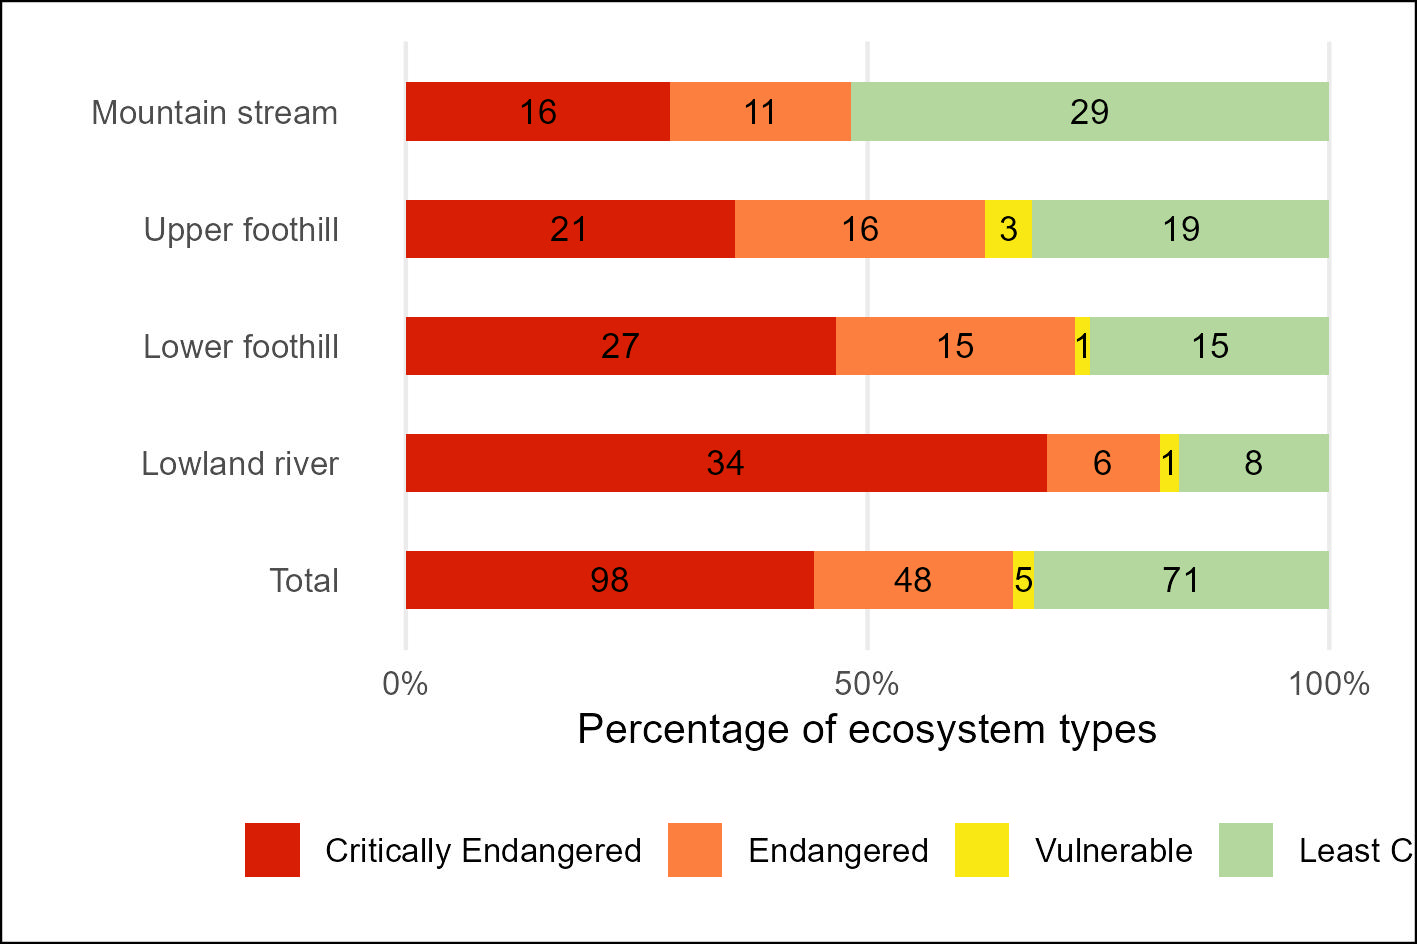 Mountain stream 16 11 29
Upper foothill 21 16 3 19
Lower foothill 27 15 1 15
Lowland river 34 6 1 8
Total 98 48 5 71
0% 50% 100%
Percentage of ecosystem types
Critically Endangered Endangered Vulnerable Least C